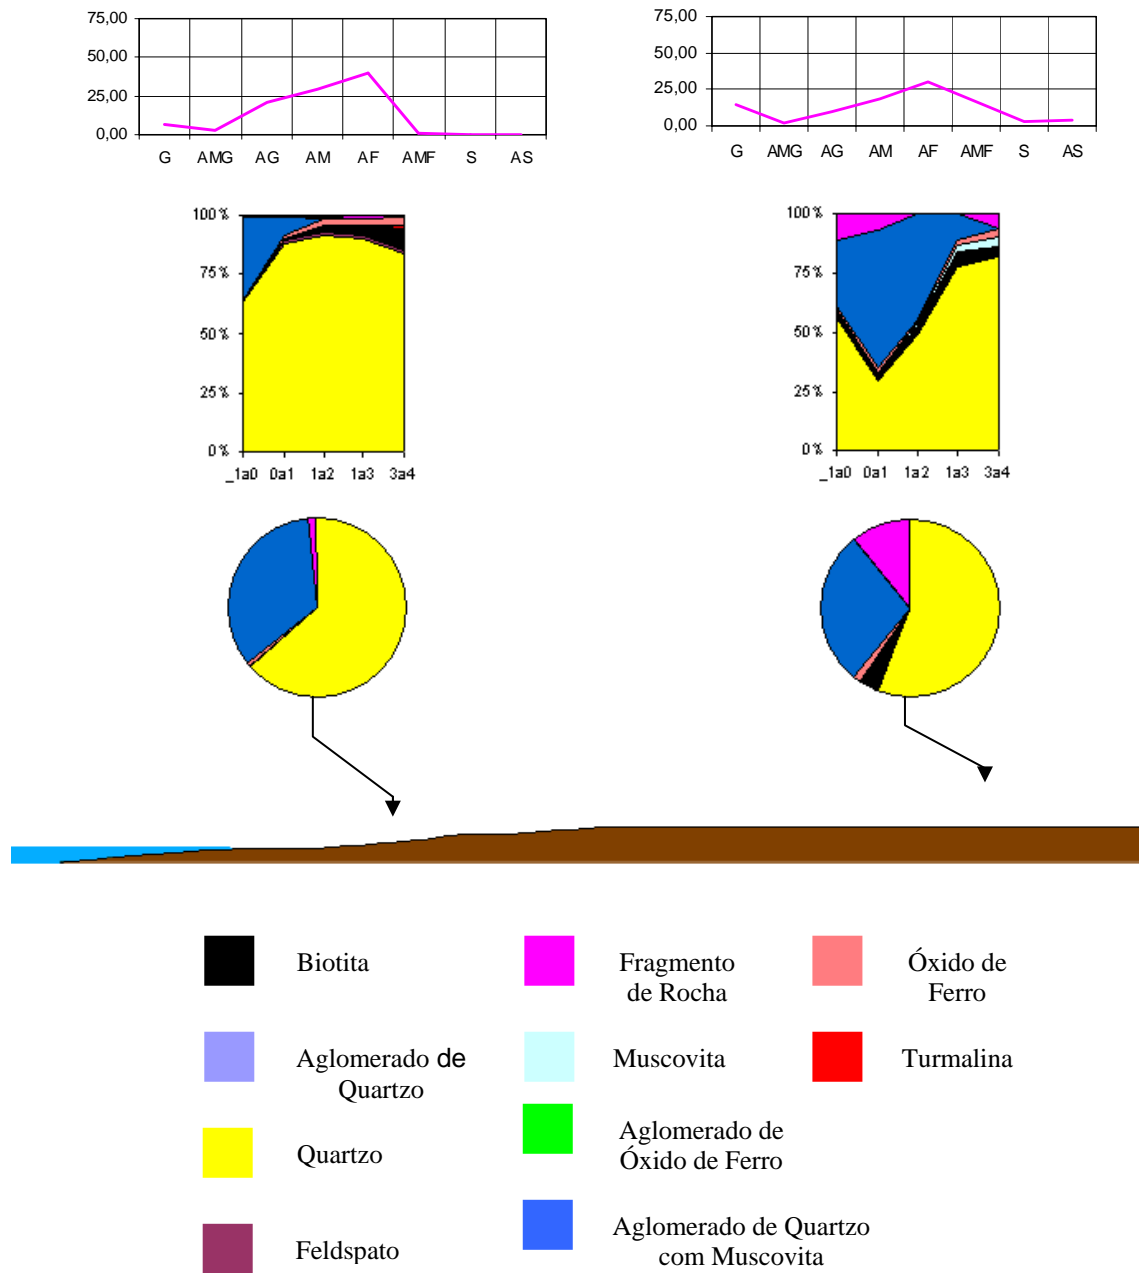 75,00
50,00
25,00
0,00
G AMG AG AM AF AMF S AS
75,00
50,00
25,00
0,00
G AMG AG AM AF AMF S AS
100%
75%
50%
25%
0%
_1a0 0a1 1a2 1a3 3a4
100%
75%
50%
25%
0%
_1a0 0a1 1a2 1a3 3a4
Biotita
Fragmento
de Rocha
Óxido de
Ferro
Aglomerado de
Quartzo
Muscovita
Turmalina
Quartzo
Aglomerado de
Óxido de Ferro
Feldspato
Aglomerado de Quartzo
com Muscovita